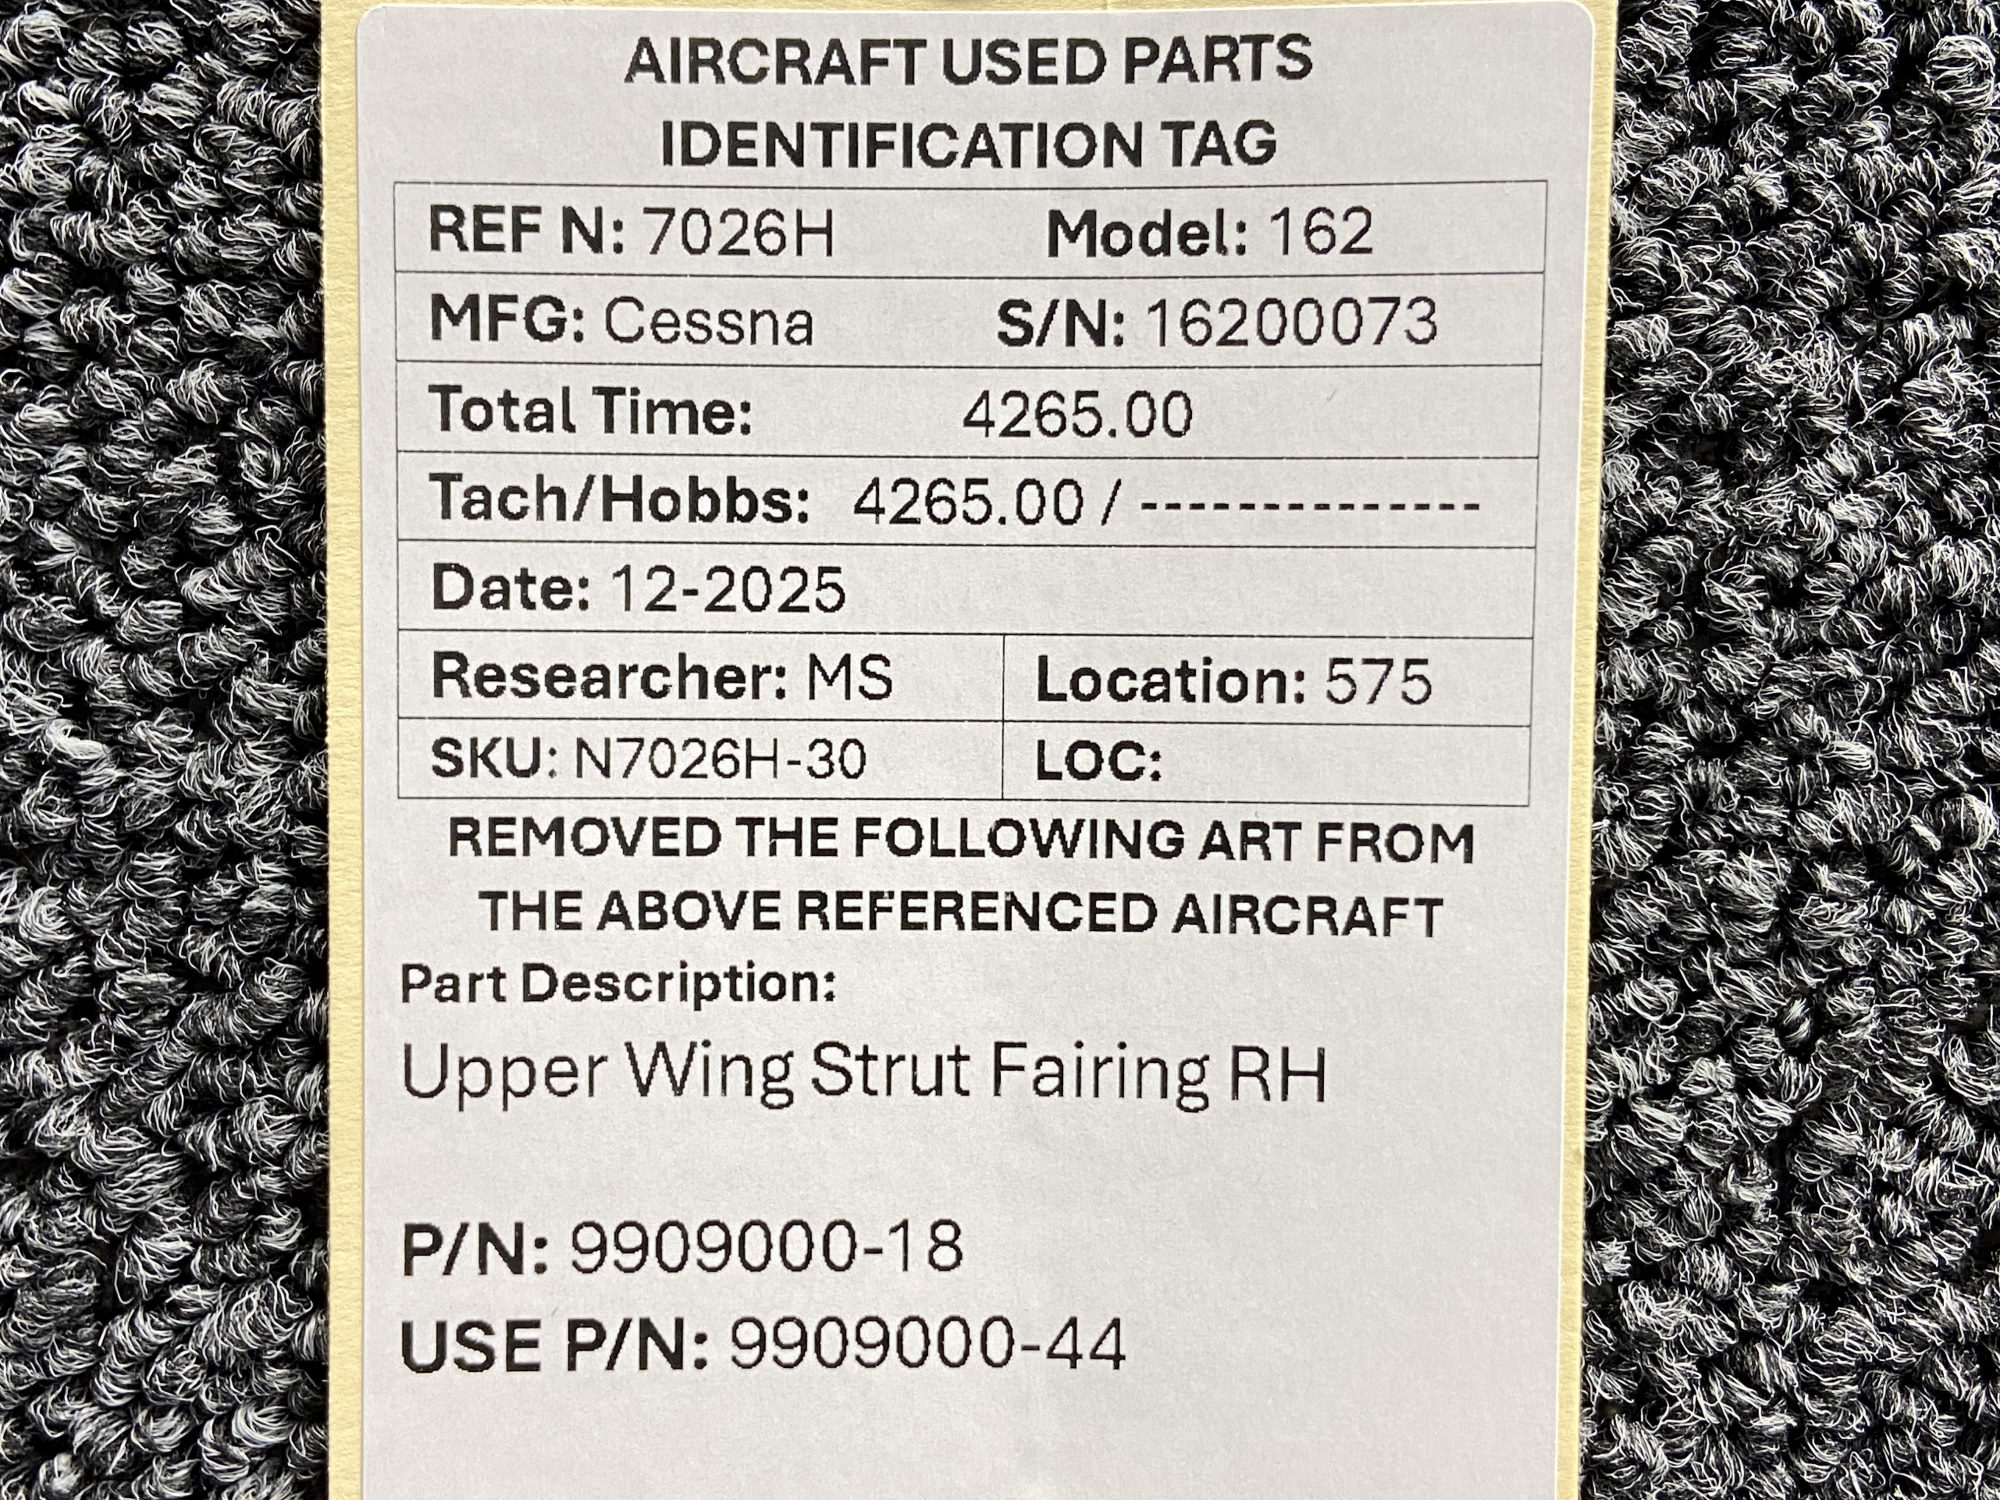 AIRCRAFT USED PARTS
IDENTIFICATION TAG
REF N: 7026H Model: 162
MFG: Cessna S/N: 16200073
Total Time: 4265.00
Tach/Hobbs: 4265.00 / --------------
Date: 12-2025
Researcher: MS Location: 575
SKU: N7026H-30 LOC:
REMOVED THE FOLLOWING ART FROM
THE ABOVE REFERENCED AIRCRAFT
Part Description:
Upper Wing Strut Fairing RH
P/N: 9909000-18
USE P/N: 9909000-44